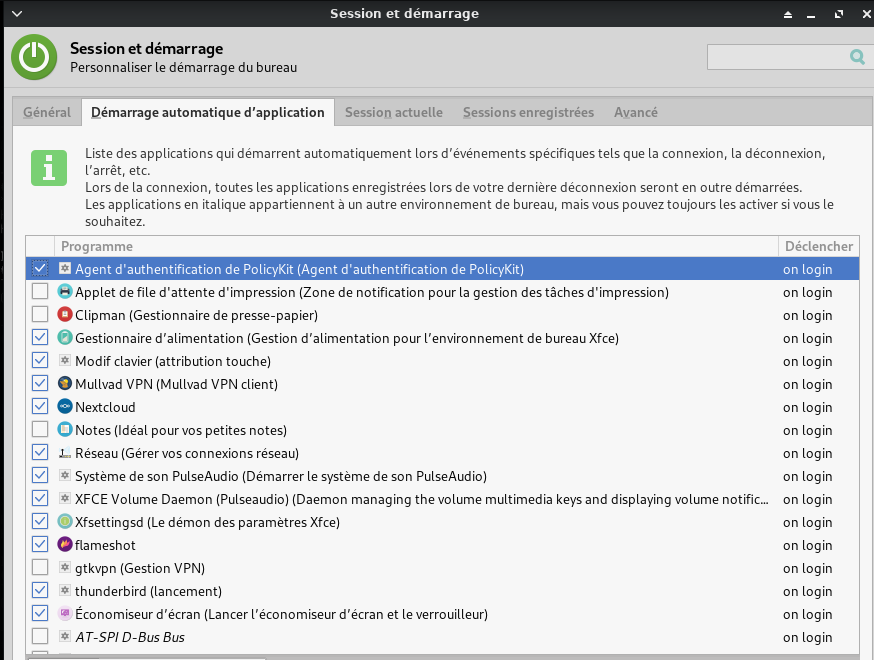 Session et démarrage
Session et démarrage
Personnaliser le démarrage du bureau
Général Démarrage automatique d’application Session actuelle Sessions enregistrées Avancé
Liste des applications qui démarrent automatiquement lors d’événements spécifiques tels que la connexion, la déconnexion,
l’arrêt, etc.
Lors de la connexion, toutes les applications enregistrées lors de votre dernière déconnexion seront en outre démarrées.
Les applications en italique appartiennent à un autre environnement de bureau, mais vous pouvez toujours les activer si vous le
souhaitez.
Programme Déclencher
Agent d'authentification de PolicyKit (Agent d'authentification de PolicyKit) on login
Applet de file d'attente d'impression (Zone de notification pour la gestion des tâches d'impression) on login
Clipman (Gestionnaire de presse-papier) on login
Gestionnaire d’alimentation (Gestion d’alimentation pour l’environnement de bureau Xfce) on login
Modif clavier (attribution touche) on login
Mullvad VPN (Mullvad VPN client) on login
Nextcloud on login
Notes (Idéal pour vos petites notes) on login
Réseau (Gérer vos connexions réseau) on login
Système de son PulseAudio (Démarrer le système de son PulseAudio) on login
XFCE Volume Daemon (Pulseaudio) (Daemon managing the volume multimedia keys and displaying volume notific... on login
Xfsettingsd (Le démon des paramètres Xfce) on login
flameshot on login
gtkvpn (Gestion VPN) on login
thunderbird (lancement) on login
Économiseur d’écran (Lancer l’économiseur d’écran et le verrouilleur) on login
AT-SPI D-Bus Bus on login